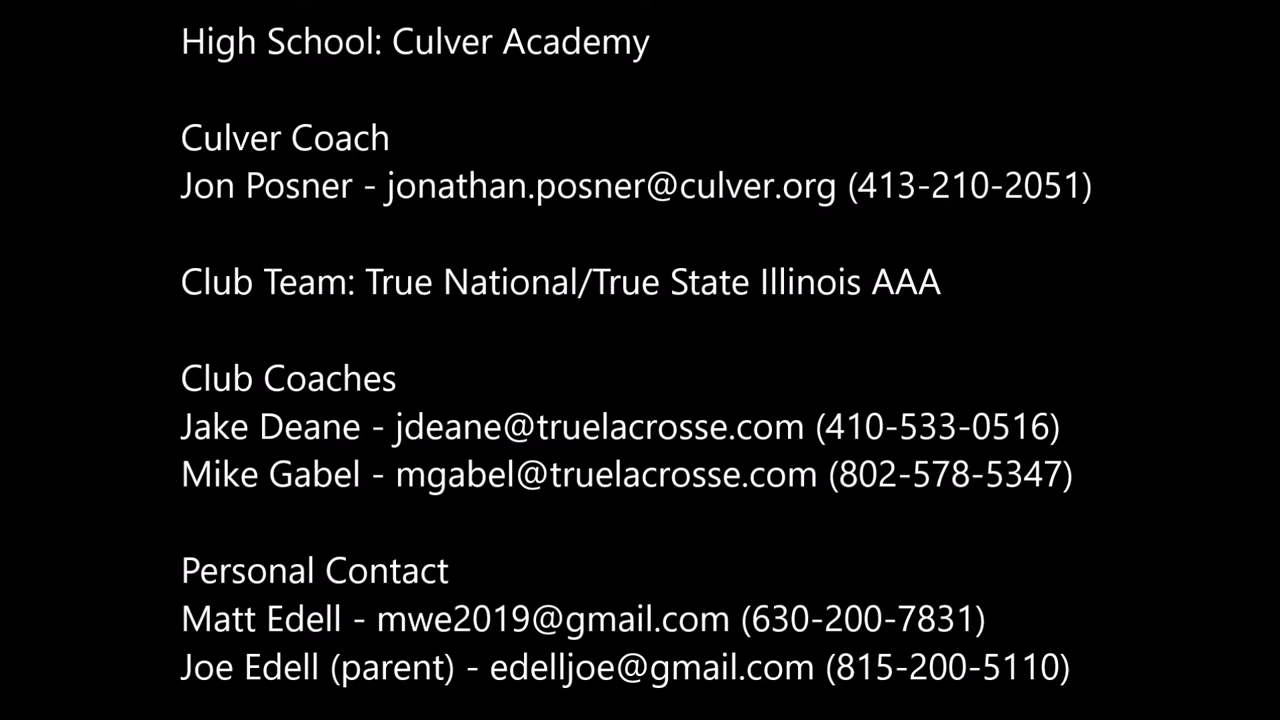 High School: Culver Academy
Culver Coach
Jon Posner - jonathan.posner@culver.org (413-210-2051)
Club Team: True National/True State Illinois AAA
Club Coaches
Jake Deane - jdeane@truelacrosse.com (410-533-0516)
Mike Gabel - mgabel@truelacrosse.com (802-578-5347)
Personal Contact
Matt Edell - mwe2019@gmail.com (630-200-7831)
Joe Edell (parent) - edelljoe@gmail.com (815-200-5110)